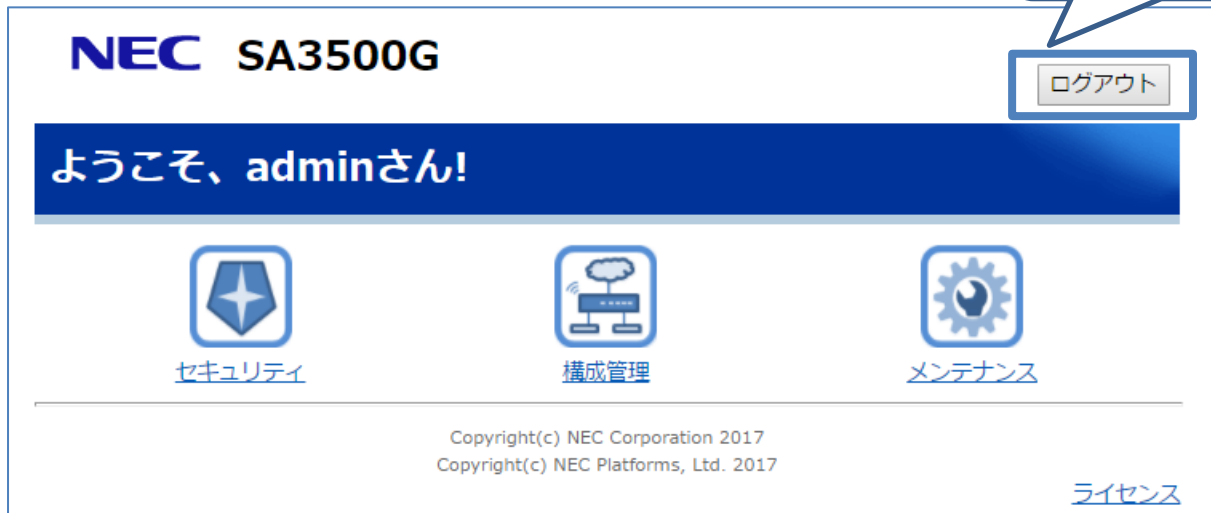 NEC SA3500G
ログアウト
ようこそ、adminさん!
セキュリティ
構成管理
メンテナンス
Copyright(c) NEC Corporation 2017
Copyright(c) NEC Platforms, Ltd. 2017
ライセンス